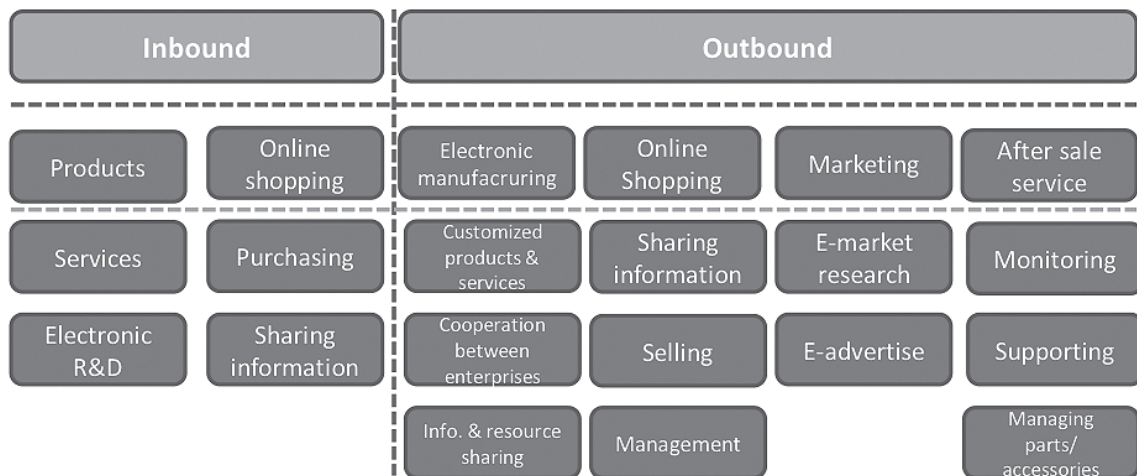 Inbound
Outbound
Products
Online
shopping
Electronic
manufacruring
Online
Shopping
Marketing
After sale
service
Services
Purchasing
Customized
products &
services
Sharing
information
E-market
research
Monitoring
Electronic
R&D
Sharing
information
Cooperation
between
enterprises
Selling
E-advertise
Supporting
Info. & resource
sharing
Management
Managing
parts/
accessories